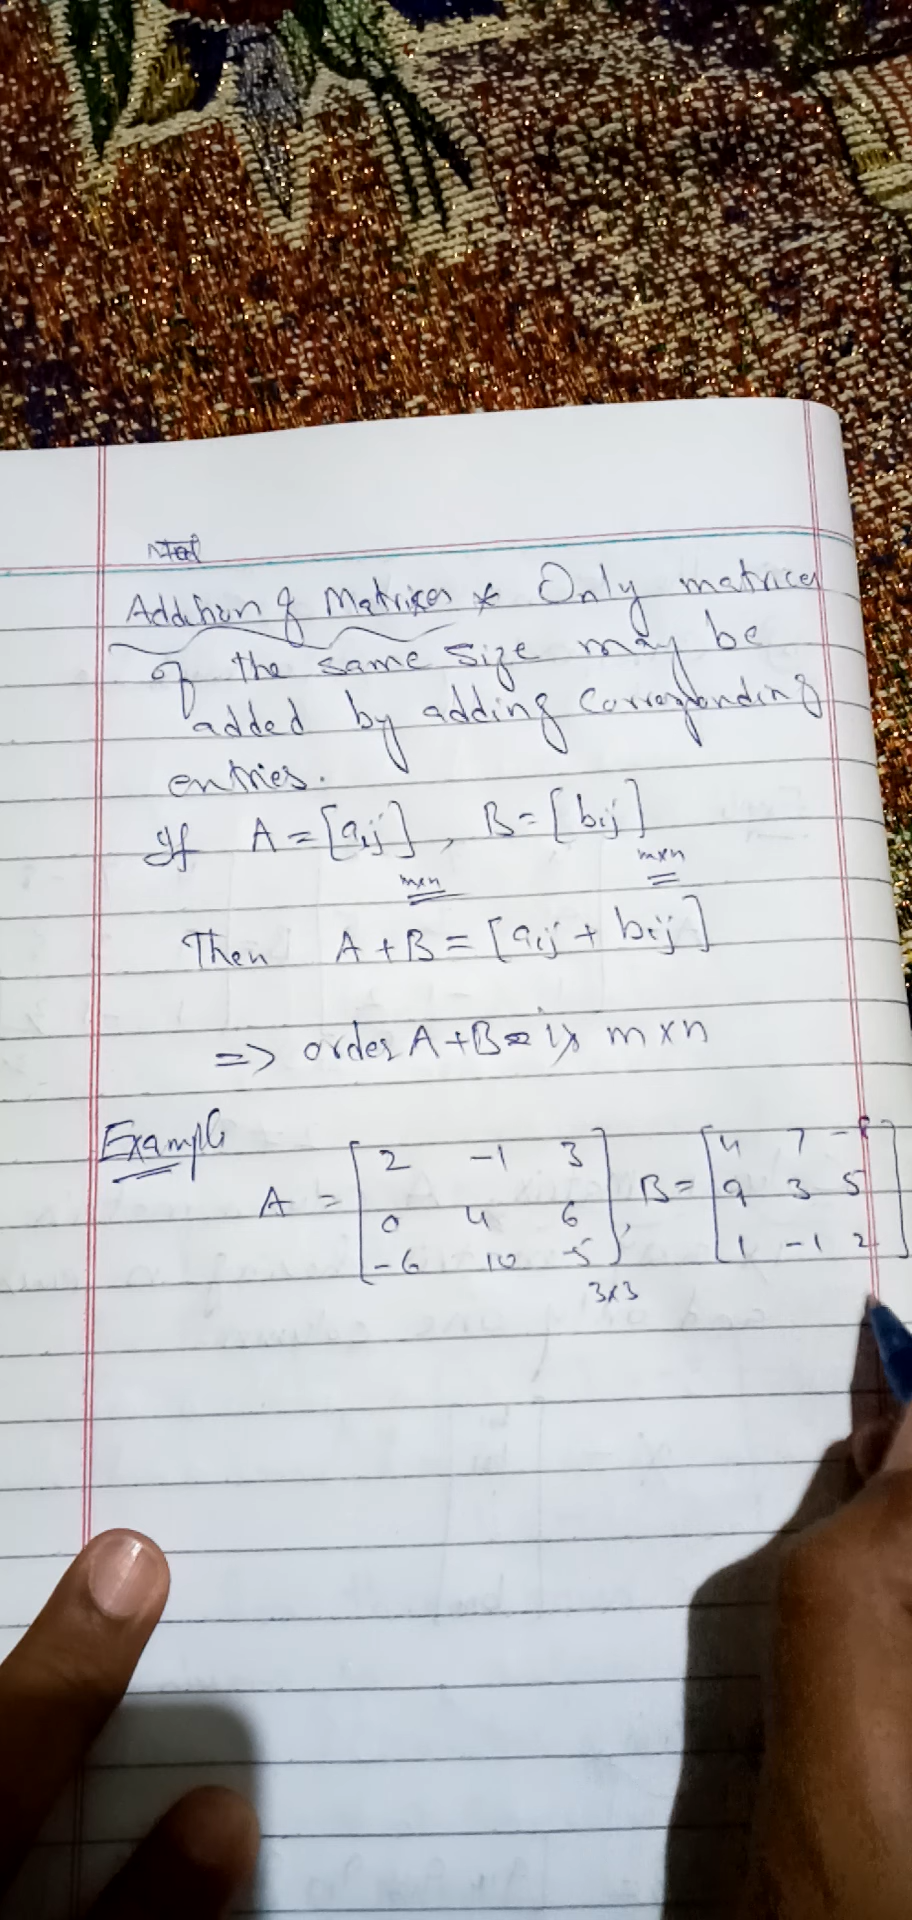 Addition of Matrices * Only matrices
of the same size may be
added by adding corresponding
entries.
If A = [aij] m×n , B = [bij] m×n
Then A + B = [aij + bij]
=> order A + B is m×n
Example
A = [2 -1 3
0 4 6
-6 10 -5] 3×3 , B = [4 7
9 3 5
1 -1 2]